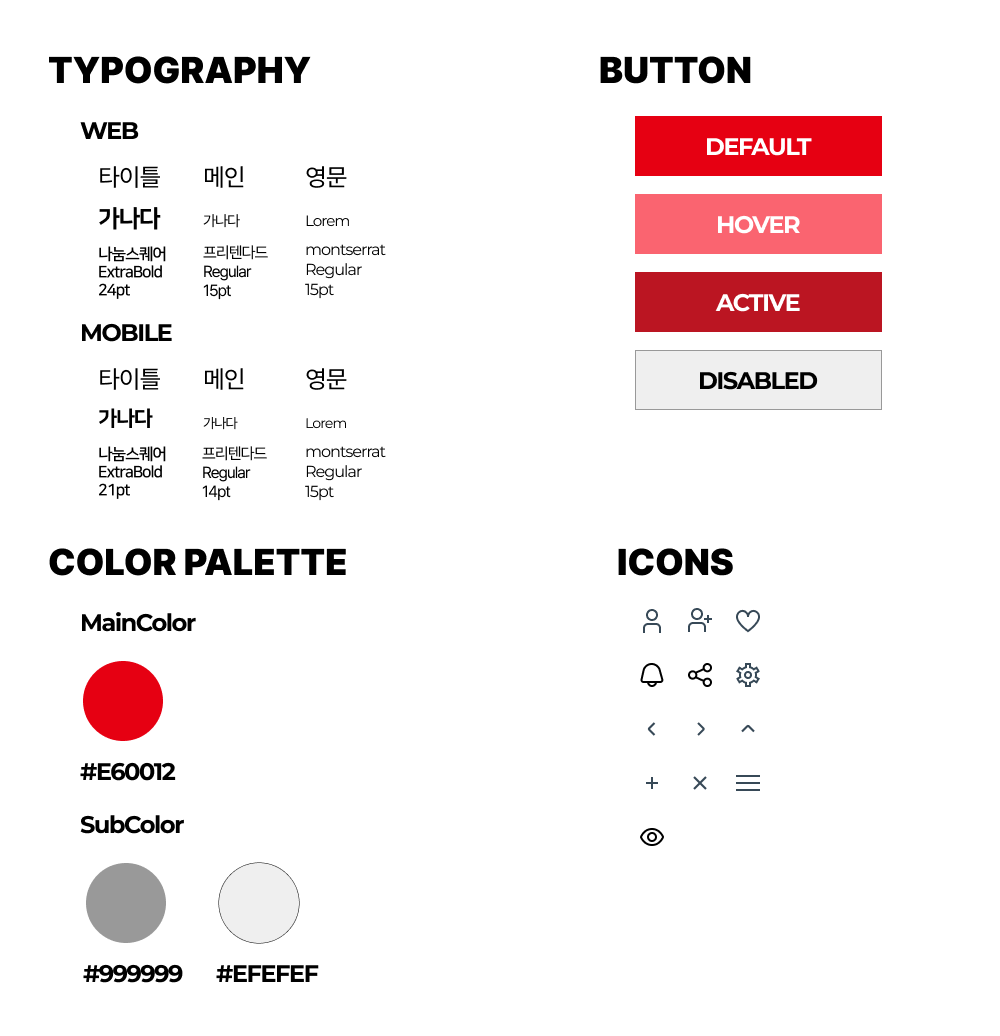 TYPOGRAPHY
WEB
타이틀 메인 영문
가나다 가나다 Lorem
나눔스퀘어 프리텐다드 montserrat
ExtraBold Regular Regular
24pt 15pt 15pt
MOBILE
타이틀 메인 영문
가나다 가나다 Lorem
나눔스퀘어 프리텐다드 montserrat
ExtraBold Regular Regular
21pt 14pt 15pt
BUTTON
DEFAULT
HOVER
ACTIVE
DISABLED
COLOR PALETTE
MainColor
#E60012
SubColor
#999999 #EFEFEF
ICONS